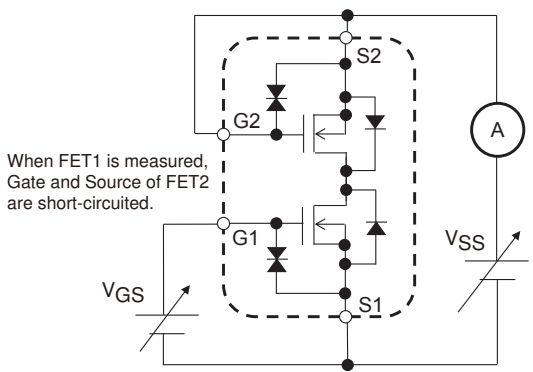 S2
G2
A
When FET1 is measured,
Gate and Source of FET2
are short-circuited.
G1
VSS
VGS
S1